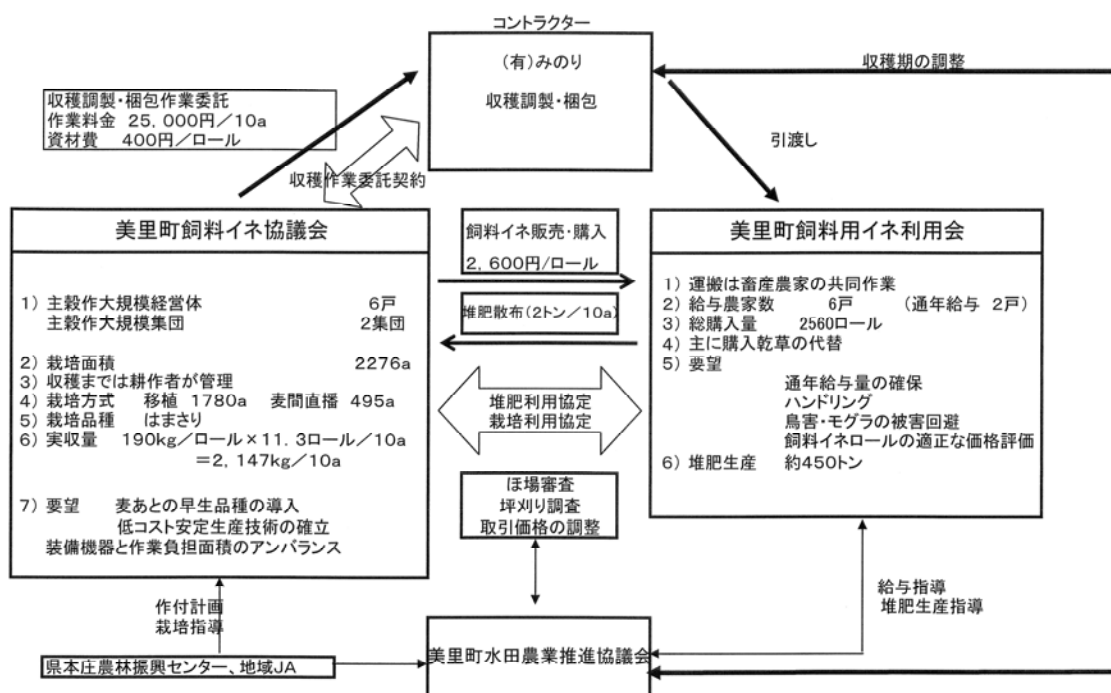 コントラクター
(有)みのり
収穫調製・梱包
収穫期の調整
収穫調製・梱包作業委託
作業料金 25,000円/10a
資材費 400円/ロール
収穫作業委託契約
引渡し
美里町飼料イネ協議会
1) 主穀作大規模経営体 6戸
主穀作大規模集団 2集団
2) 栽培面積 2276a
3) 収穫までは耕作者が管理
4) 栽培方式 移植 1780a 麦間直播 495a
5) 栽培品種 はまさり
6) 実収量 190kg/ロール×11.3ロール/10a
=2,147kg/10a
7) 要望 麦あとの早生品種の導入
低コスト安定生産技術の確立
装備機器と作業負担面積のアンバランス
飼料イネ販売・購入
2,600円/ロール
堆肥散布(2トン/10a)
堆肥利用協定
栽培利用協定
ほ場審査
坪刈り調査
取引価格の調整
美里町飼料用イネ利用会
1) 運搬は畜産農家の共同作業
2) 給与農家数 6戸 (通年給与 2戸)
3) 総購入量 2560ロール
4) 主に購入乾草の代替
5) 要望
通年給与量の確保
ハンドリング
鳥害・モグラの被害回避
飼料イネロールの適正な価格評価
6) 堆肥生産 約450トン
作付計画
栽培指導
給与指導
堆肥生産指導
県本庄農林振興センター、地域JA
美里町水田農業推進協議会